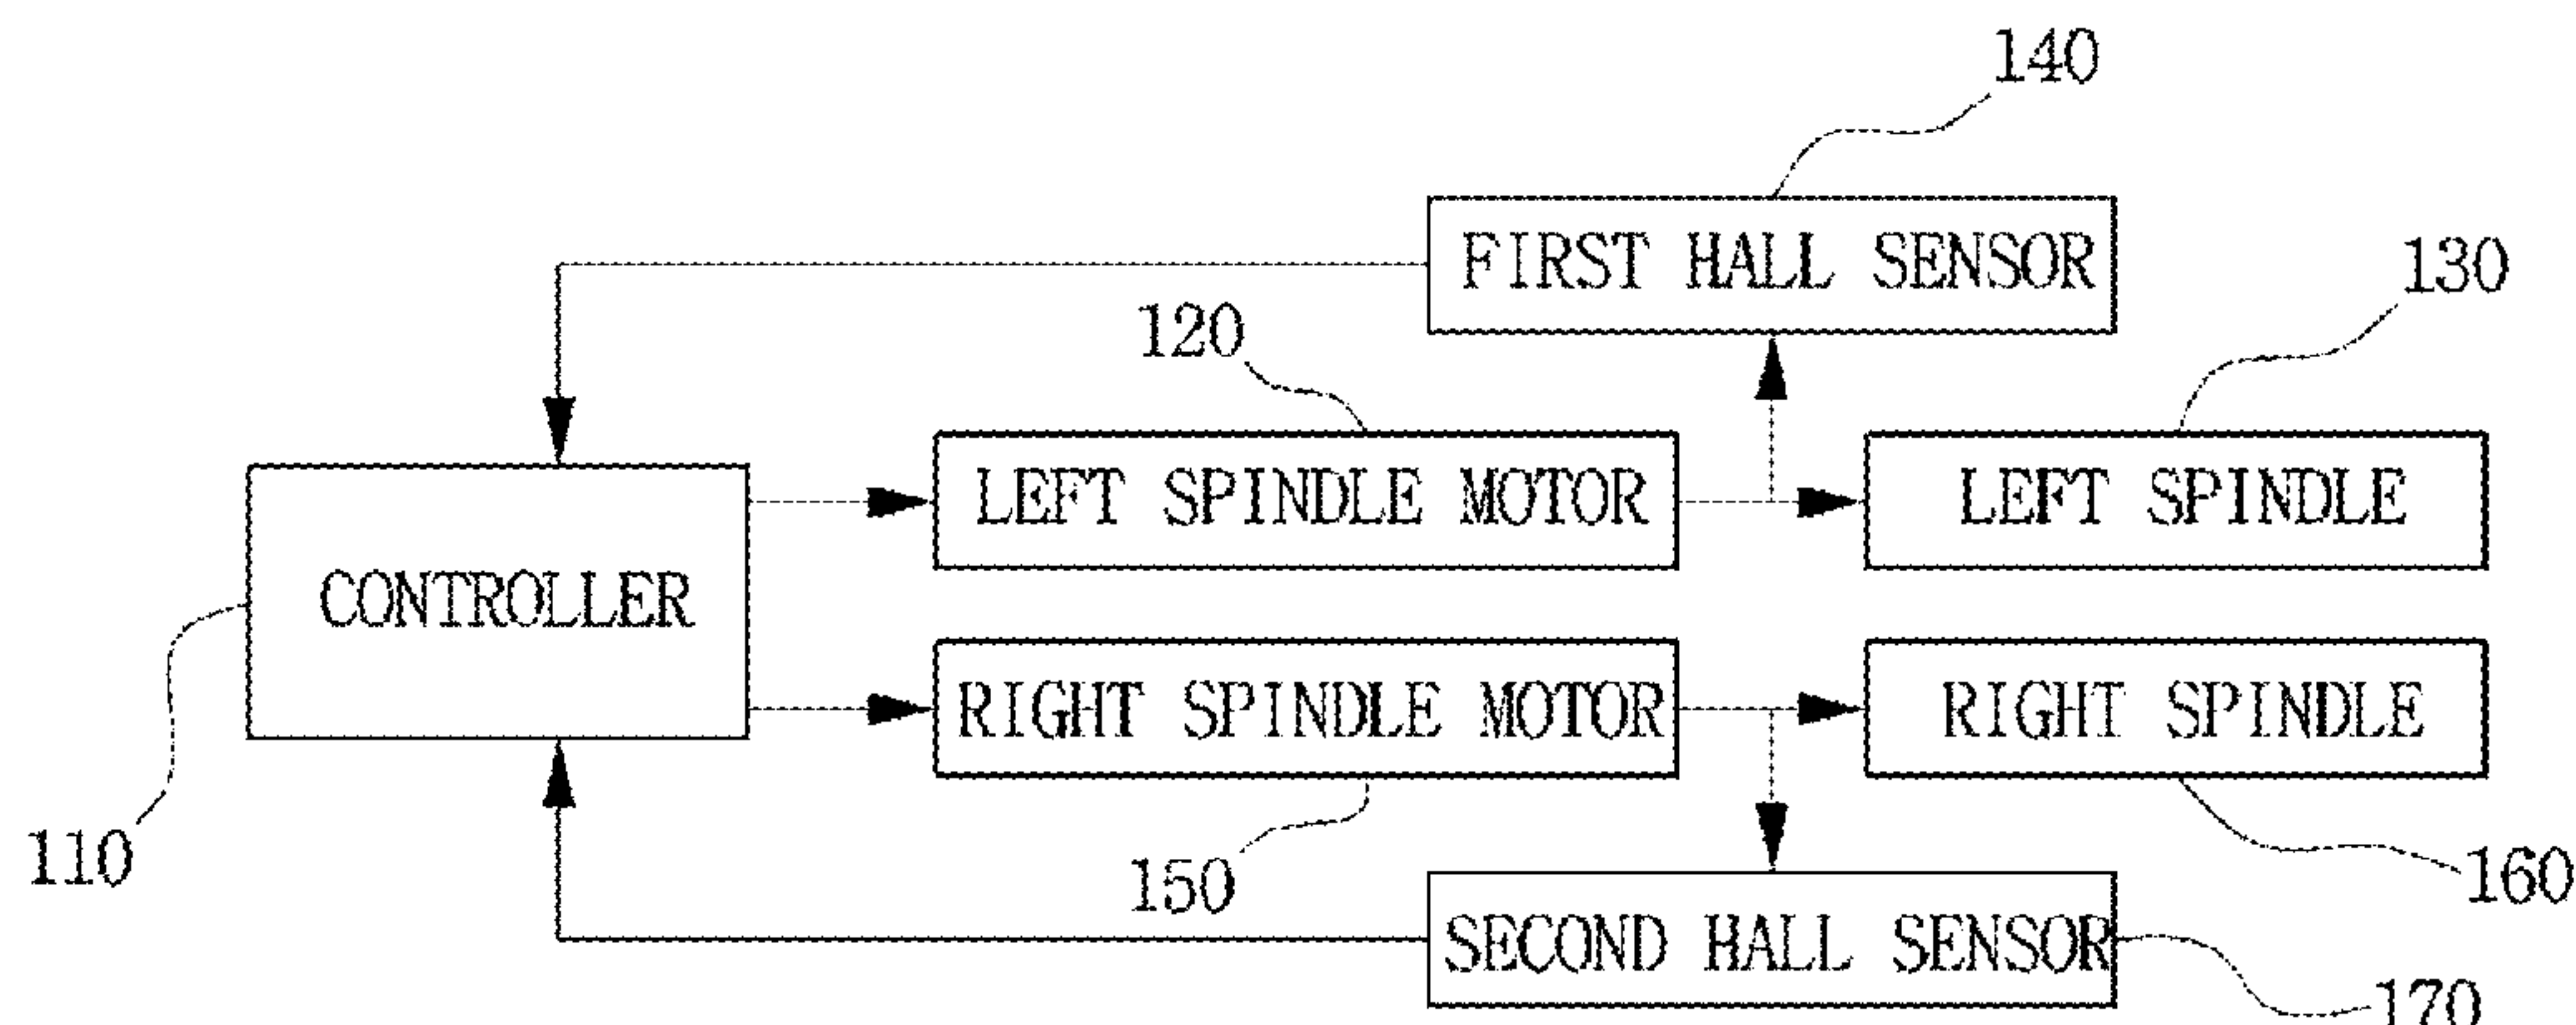 140
FIRST HALL SENSOR
130
120
LEFT SPINDLE MOTOR
LEFT SPINDLE
CONTROLLER
RIGHT SPINDLE MOTOR
RIGHT SPINDLE
110
150
160
SECOND HALL SENSOR
170